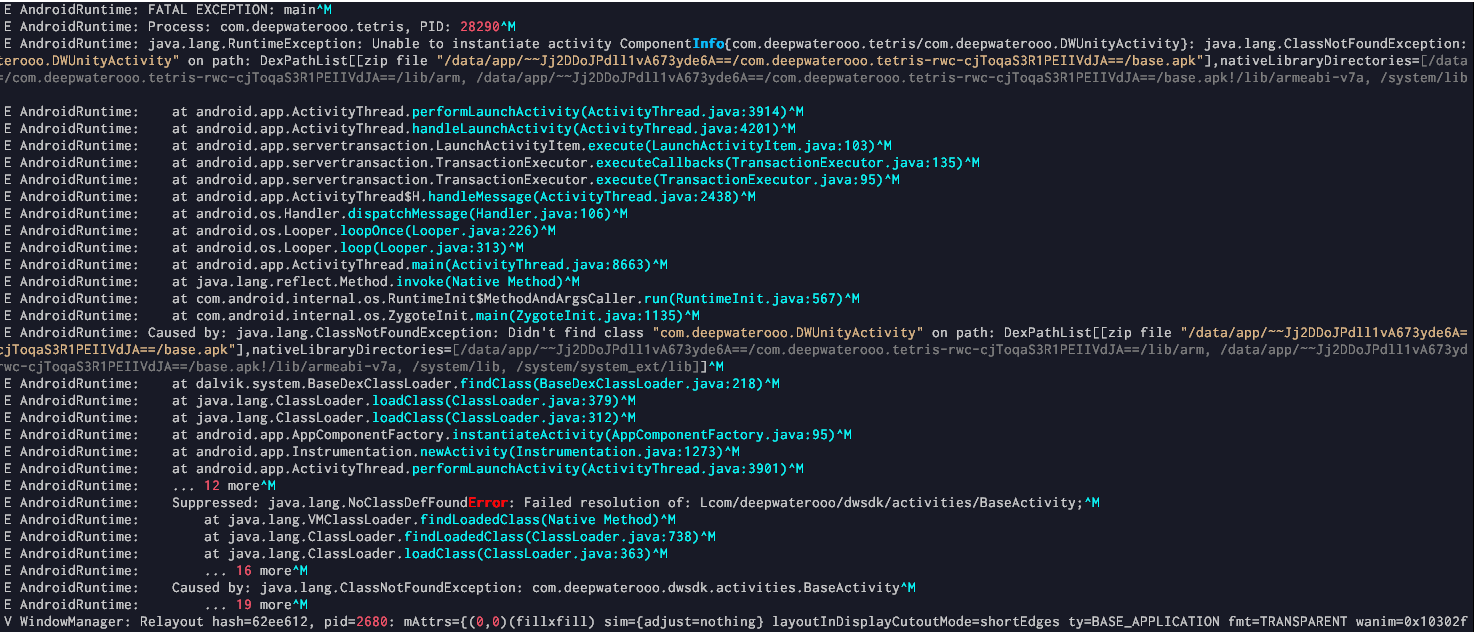 E AndroidRuntime: FATAL EXCEPTION: main^M
E AndroidRuntime: Process: com.deepwaterooo.tetris, PID: 28290^M
E AndroidRuntime: java.lang.RuntimeException: Unable to instantiate activity ComponentInfo{com.deepwaterooo.tetris/com.deepwaterooo.DWUnityActivity}: java.lang.ClassNotFoundException:
erooo.DWUnityActivity" on path: DexPathList[[zip file "/data/app/~~Jj2DDoJPdll1vA673yde6A==/com.deepwaterooo.tetris-rwc-cjToqaS3R1PEIIVdJA==/base.apk"],nativeLibraryDirectories=[/data
=/com.deepwaterooo.tetris-rwc-cjToqaS3R1PEIIVdJA==/lib/arm, /data/app/~~Jj2DDoJPdll1vA673yde6A==/com.deepwaterooo.tetris-rwc-cjToqaS3R1PEIIVdJA==/base.apk!/lib/armeabi-v7a, /system/lib
E AndroidRuntime:    at android.app.ActivityThread.performLaunchActivity(ActivityThread.java:3914)^M
E AndroidRuntime:    at android.app.ActivityThread.handleLaunchActivity(ActivityThread.java:4201)^M
E AndroidRuntime:    at android.app.servertransaction.LaunchActivityItem.execute(LaunchActivityItem.java:103)^M
E AndroidRuntime:    at android.app.servertransaction.TransactionExecutor.executeCallbacks(TransactionExecutor.java:135)^M
E AndroidRuntime:    at android.app.servertransaction.TransactionExecutor.execute(TransactionExecutor.java:95)^M
E AndroidRuntime:    at android.app.ActivityThread$H.handleMessage(ActivityThread.java:2438)^M
E AndroidRuntime:    at android.os.Handler.dispatchMessage(Handler.java:106)^M
E AndroidRuntime:    at android.os.Looper.loopOnce(Looper.java:226)^M
E AndroidRuntime:    at android.os.Looper.loop(Looper.java:313)^M
E AndroidRuntime:    at android.app.ActivityThread.main(ActivityThread.java:8663)^M
E AndroidRuntime:    at java.lang.reflect.Method.invoke(Native Method)^M
E AndroidRuntime:    at com.android.internal.os.RuntimeInit$MethodAndArgsCaller.run(RuntimeInit.java:567)^M
E AndroidRuntime:    at com.android.internal.os.ZygoteInit.main(ZygoteInit.java:1135)^M
E AndroidRuntime: Caused by: java.lang.ClassNotFoundException: Didn't find class "com.deepwaterooo.DWUnityActivity" on path: DexPathList[[zip file "/data/app/~~Jj2DDoJPdll1vA673yde6A=
cjToqaS3R1PEIIVdJA==/base.apk"],nativeLibraryDirectories=[/data/app/~~Jj2DDoJPdll1vA673yde6A==/com.deepwaterooo.tetris-rwc-cjToqaS3R1PEIIVdJA==/lib/arm, /data/app/~~Jj2DDoJPdll1vA673yd
rwc-cjToqaS3R1PEIIVdJA==/base.apk!/lib/armeabi-v7a, /system/lib, /system/system_ext/lib]]^M
E AndroidRuntime:    at dalvik.system.BaseDexClassLoader.findClass(BaseDexClassLoader.java:218)^M
E AndroidRuntime:    at java.lang.ClassLoader.loadClass(ClassLoader.java:379)^M
E AndroidRuntime:    at java.lang.ClassLoader.loadClass(ClassLoader.java:312)^M
E AndroidRuntime:    at android.app.AppComponentFactory.instantiateActivity(AppComponentFactory.java:95)^M
E AndroidRuntime:    at android.app.Instrumentation.newActivity(Instrumentation.java:1273)^M
E AndroidRuntime:    at android.app.ActivityThread.performLaunchActivity(ActivityThread.java:3901)^M
E AndroidRuntime:    ... 12 more^M
E AndroidRuntime:    Suppressed: java.lang.NoClassDefFoundError: Failed resolution of: Lcom/deepwaterooo/dwsdk/activities/BaseActivity;^M
E AndroidRuntime:        at java.lang.VMClassLoader.findLoadedClass(Native Method)^M
E AndroidRuntime:        at java.lang.ClassLoader.findLoadedClass(ClassLoader.java:738)^M
E AndroidRuntime:        at java.lang.ClassLoader.loadClass(ClassLoader.java:363)^M
E AndroidRuntime:        ... 16 more^M
E AndroidRuntime:    Caused by: java.lang.ClassNotFoundException: com.deepwaterooo.dwsdk.activities.BaseActivity^M
E AndroidRuntime:        ... 19 more^M
V WindowManager: Relayout hash=62ee612, pid=2680: mAttrs={(0,0)(fillxfill) sim={adjust=nothing} layoutInDisplayCutoutMode=shortEdges ty=BASE_APPLICATION fmt=TRANSPARENT wanim=0x10302f